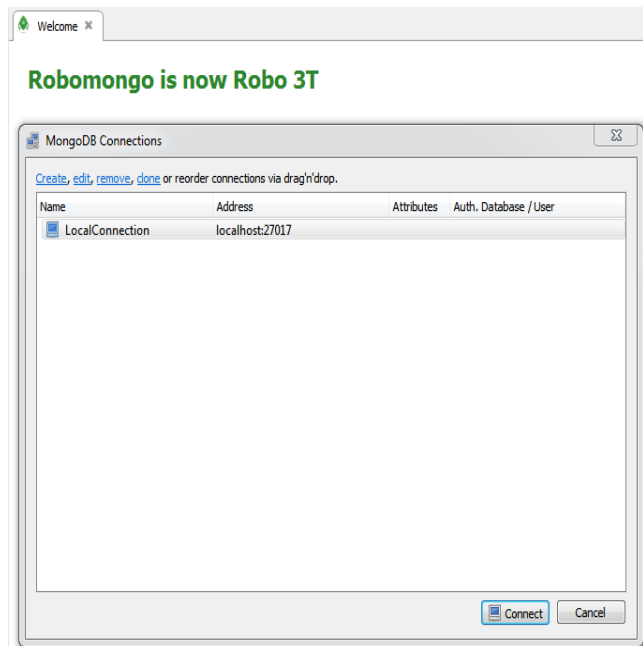 Welcome
Robomongo is now Robo 3T
MongoDB Connections
Create, edit, remove, clone or reorder connections via drag'n'drop.
Name Address Attributes Auth. Database / User
LocalConnection localhost:27017
Connect Cancel